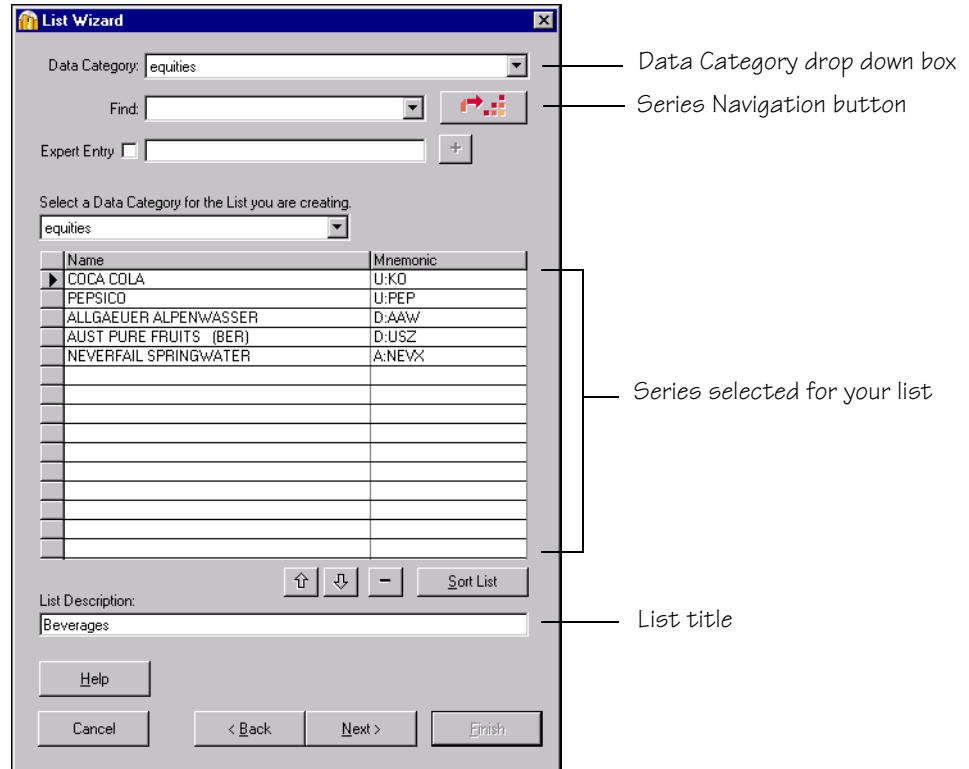 List Wizard
Data Category: equities
Data Category drop down box
Find:
Series Navigation button
Expert Entry +
Select a Data Category for the List you are creating.
equities
Name Mnemonic
COCA COLA U:KO
PEPSICO U:PEP
ALLGAEUER ALPENWASSER D:AAW
AUST PURE FRUITS (BER) D:USZ
NEVERFAIL SPRINGWATER A:NEVX
Series selected for your list
- Sort List
List Description:
Beverages
List title
Help
Cancel < Back Next > Finish